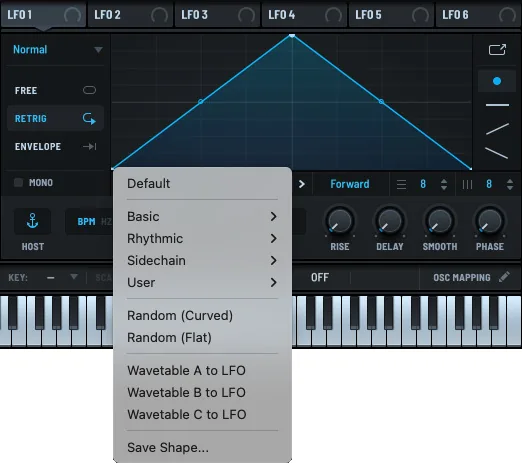 LFO 1 LFO 2 LFO 3 LFO 4 LFO 5 LFO 6
Normal
FREE
RETRIG
ENVELOPE
MONO
Forward 8 8
HOST
BPM HZ
RISE DELAY SMOOTH PHASE
KEY: – OFF OSC MAPPING
Default
Basic
Rhythmic
Sidechain
User
Random (Curved)
Random (Flat)
Wavetable A to LFO
Wavetable B to LFO
Wavetable C to LFO
Save Shape...